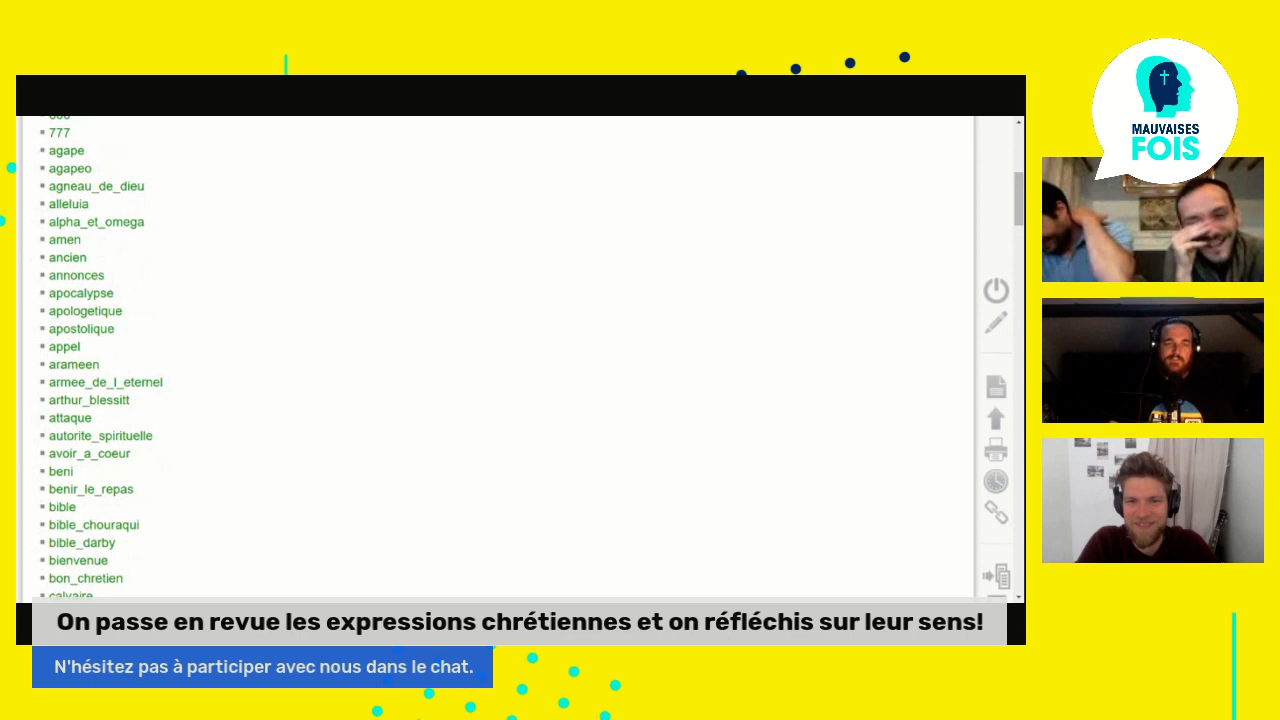 777
agape
agapeo
agneau_de_dieu
alleluia
alpha_et_omega
amen
ancien
annonces
apocalypse
apologetique
apostolique
appel
arameen
armee_de_l_eternel
arthur_blessitt
attaque
autorite_spirituelle
avoir_a_coeur
beni
benir_le_repas
bible
bible_chouraqui
bible_darby
bienvenue
bon_chretien
calvaire
On passe en revue les expressions chrétiennes et on réfléchis sur leur sens!
N'hésitez pas à participer avec nous dans le chat.
MAUVAISES
FOIS